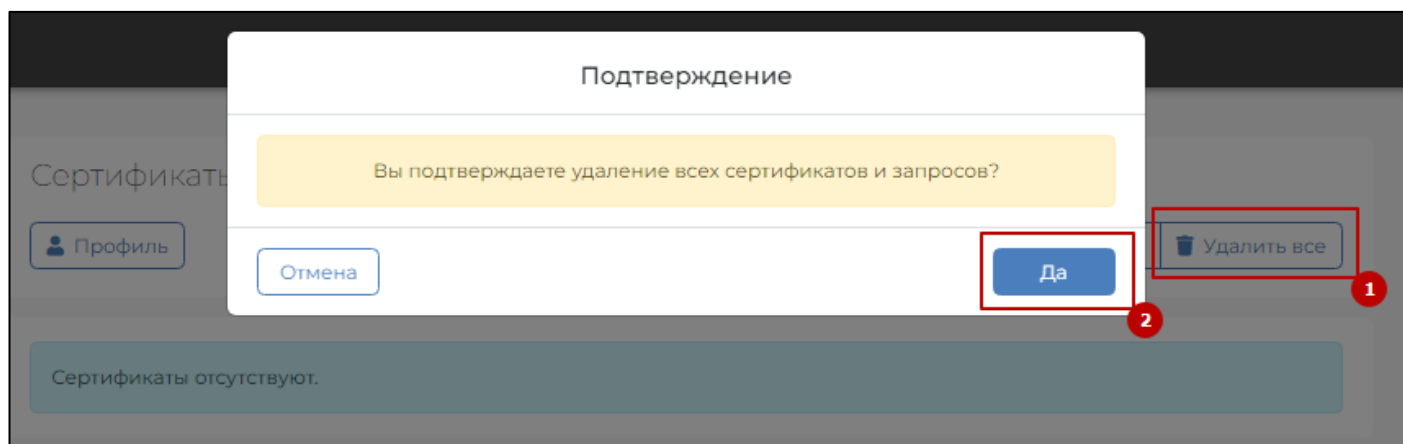 Подтверждение
Сертификаты
Вы подтверждаете удаление всех сертификатов и запросов?
Профиль
Отмена
Да
Удалить все
1
2
Сертификаты отсутствуют.